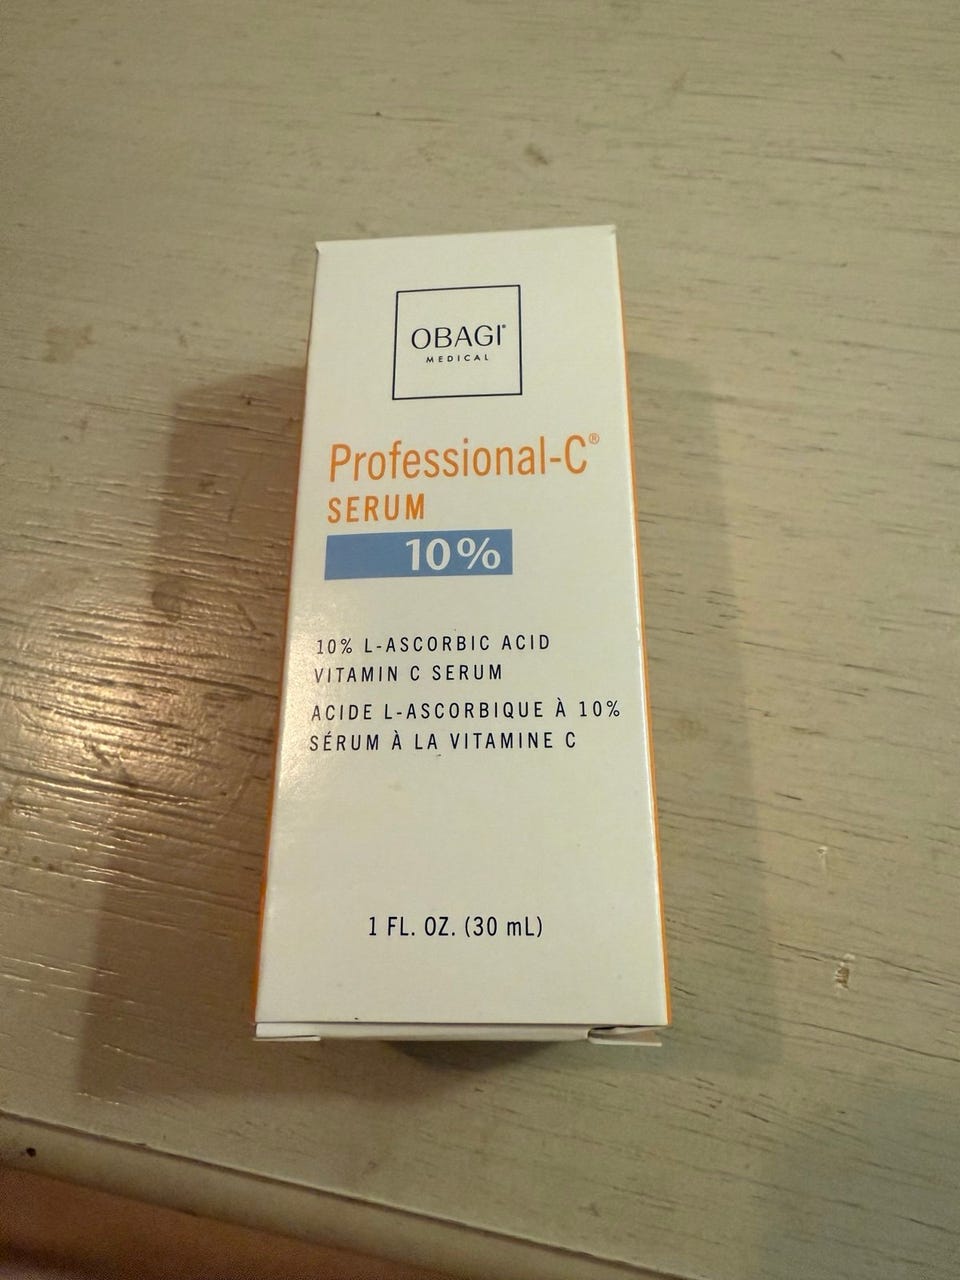 OBAGI®
MEDICAL
Professional-C®
SERUM
10%
10% L-ASCORBIC ACID
VITAMIN C SERUM
ACIDE L-ASCORBIQUE À 10%
SÉRUM À LA VITAMINE C
1 FL. OZ. (30 mL)